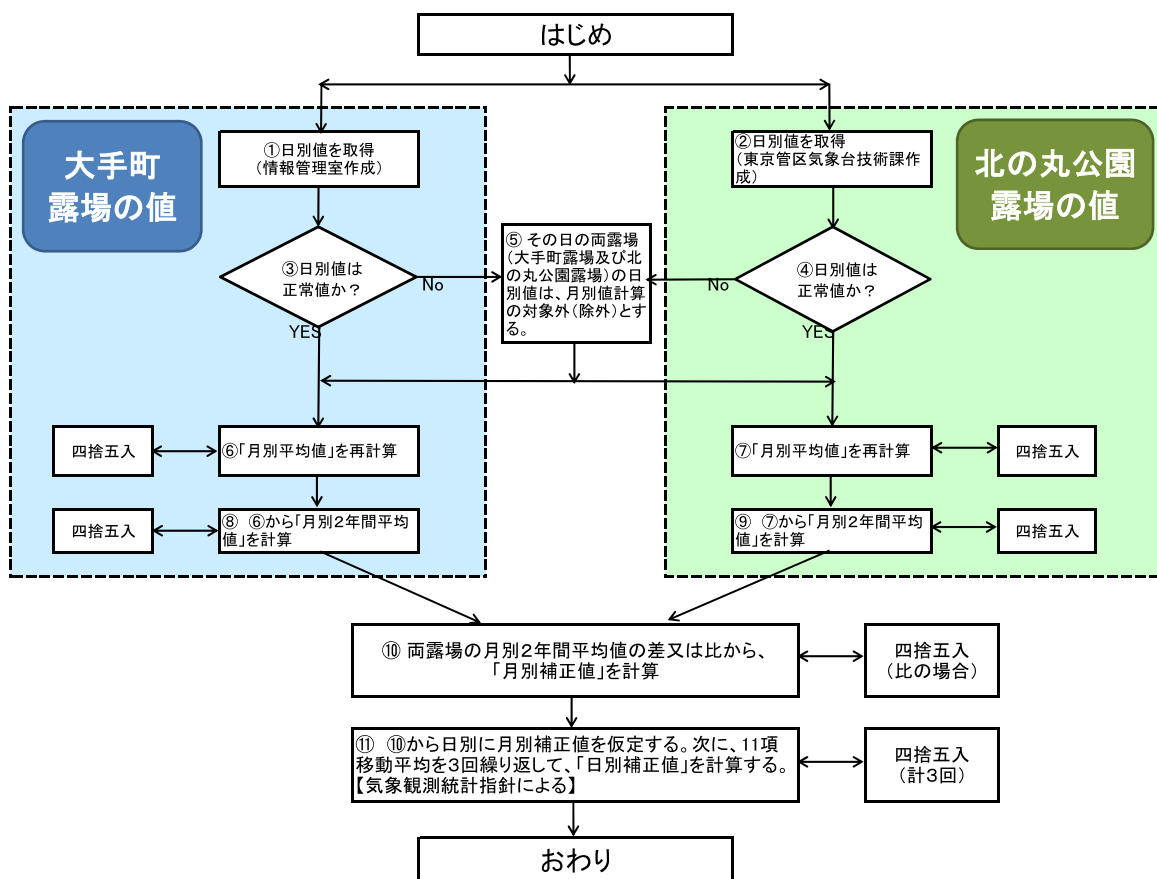 はじめ
大手町
露場の値
①日別値を取得
（情報管理室作成）
②日別値を取得
（東京管区気象台技術課作
成）
北の丸公園
露場の値
③日別値は
正常値か？
No
YES
⑤ その日の両露場
（大手町露場及び北
の丸公園露場）の日
別値は、月別値計算
の対象外（除外）とす
る。
④日別値は
正常値か？
No
YES
四捨五入
⑥「月別平均値」を再計算
⑦「月別平均値」を再計算
四捨五入
四捨五入
⑧　⑥から「月別２年間平均
値」を計算
⑨　⑦から「月別２年間平均
値」を計算
四捨五入
⑩ 両露場の月別２年間平均値の差又は比から、
「月別補正値」を計算
四捨五入
（比の場合）
⑪　⑩から日別に月別補正値を仮定する。次に、11項
移動平均を３回繰り返して、「日別補正値」を計算する。
【気象観測統計指針による】
四捨五入
（計３回）
おわり